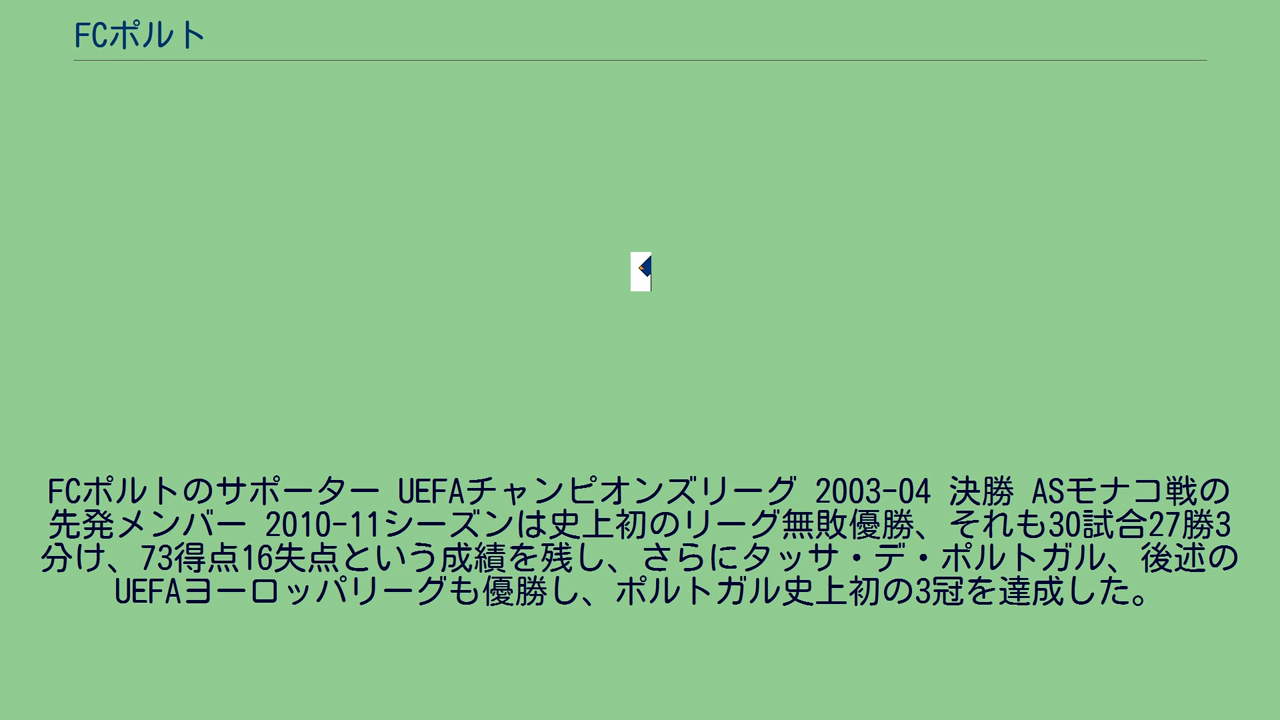 FCポルト
FCポルトのサポーター UEFAチャンピオンズリーグ 2003-04 決勝 ASモナコ戦の
先発メンバー 2010-11シーズンは史上初のリーグ無敗優勝、それも30試合27勝3
分け、73得点16失点という成績を残し、さらにタッサ・デ・ポルトガル、後述の
UEFAヨーロッパリーグも優勝し、ポルトガル史上初の3冠を達成した。